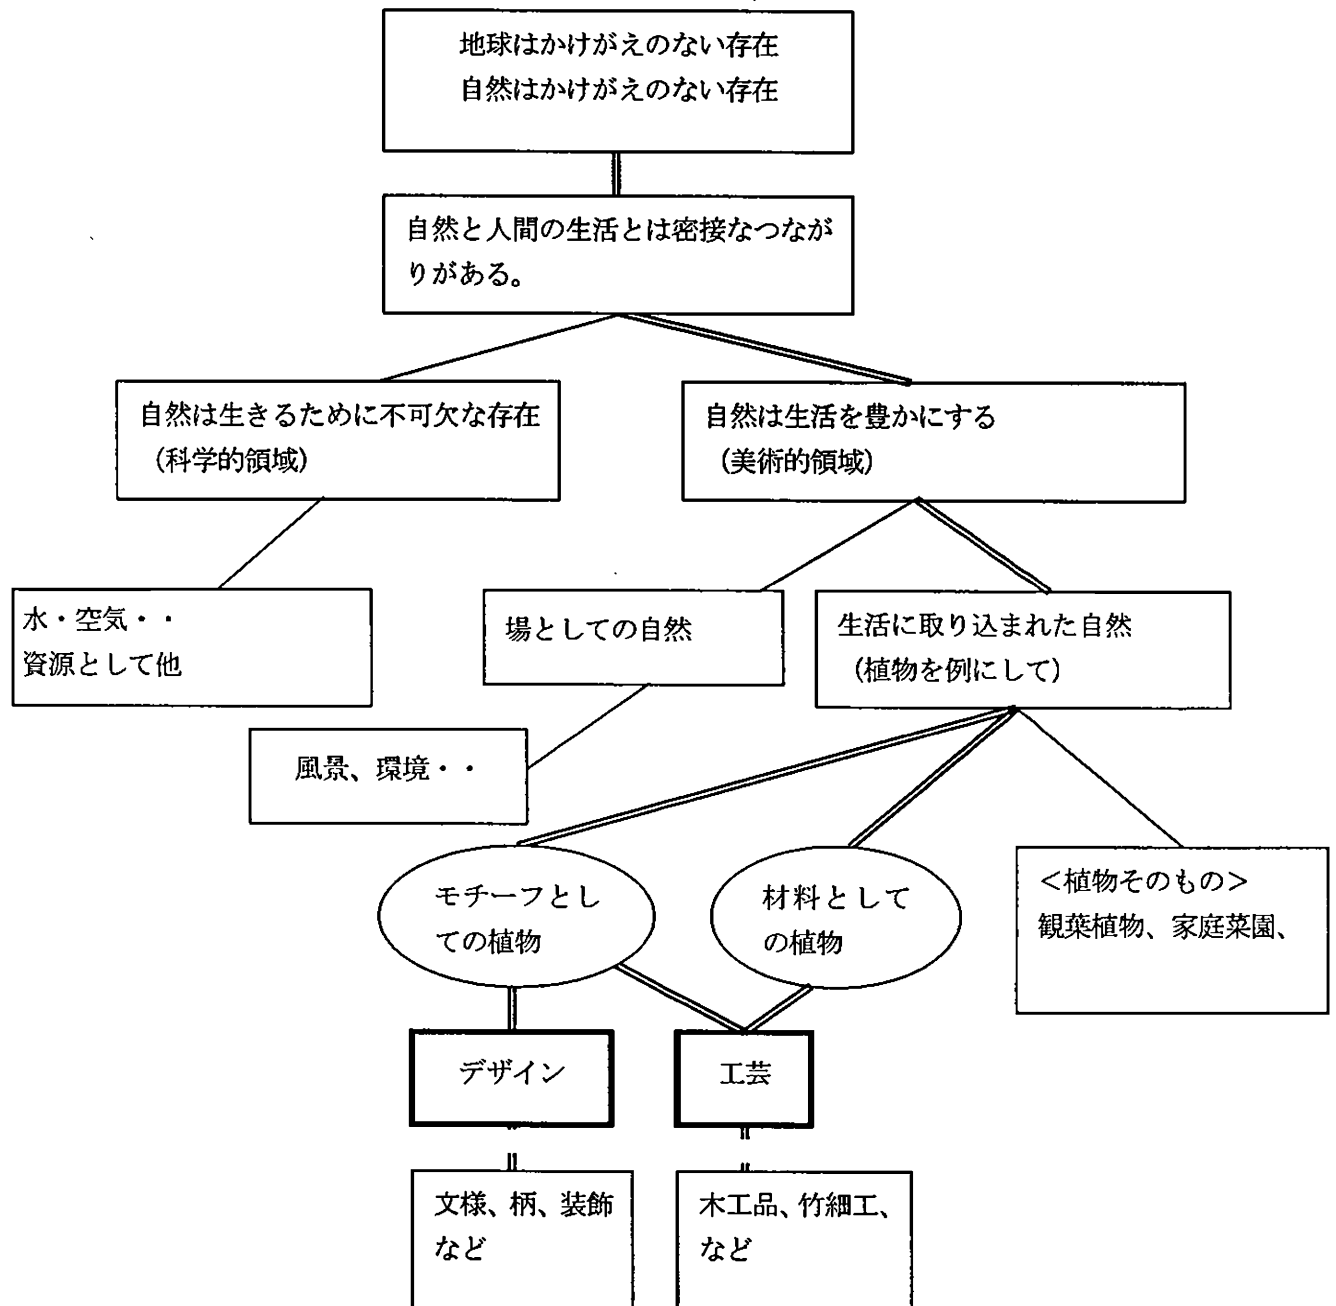 地球はかけがえのない存在
自然はかけがえのない存在
自然と人間の生活とは密接なつなが
りがある。
自然は生きるために不可欠な存在
（科学的領域）
自然は生活を豊かにする
（美術的領域）
水・空気・・
資源として他
場としての自然
生活に取り込まれた自然
（植物を例にして）
風景、環境・・
モチーフとし
ての植物
材料として
の植物
＜植物そのもの＞
観葉植物、家庭菜園、
デザイン
工芸
文様、柄、装飾
など
木工品、竹細工、
など